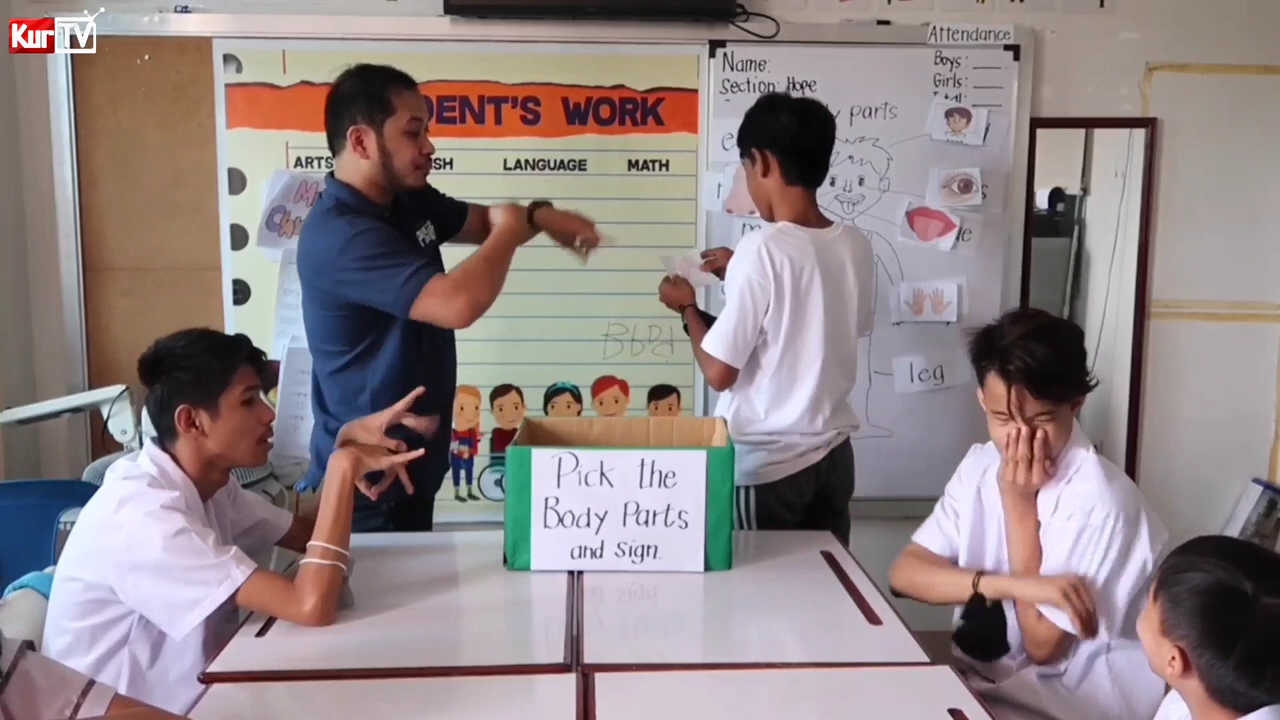 KurTV
DENT'S WORK
ARTS
SH
LANGUAGE
MATH
Attendance
Name:
Section: Hope
Boys:
Girls:
parts
leg
Pick the
Body Parts
and sign.